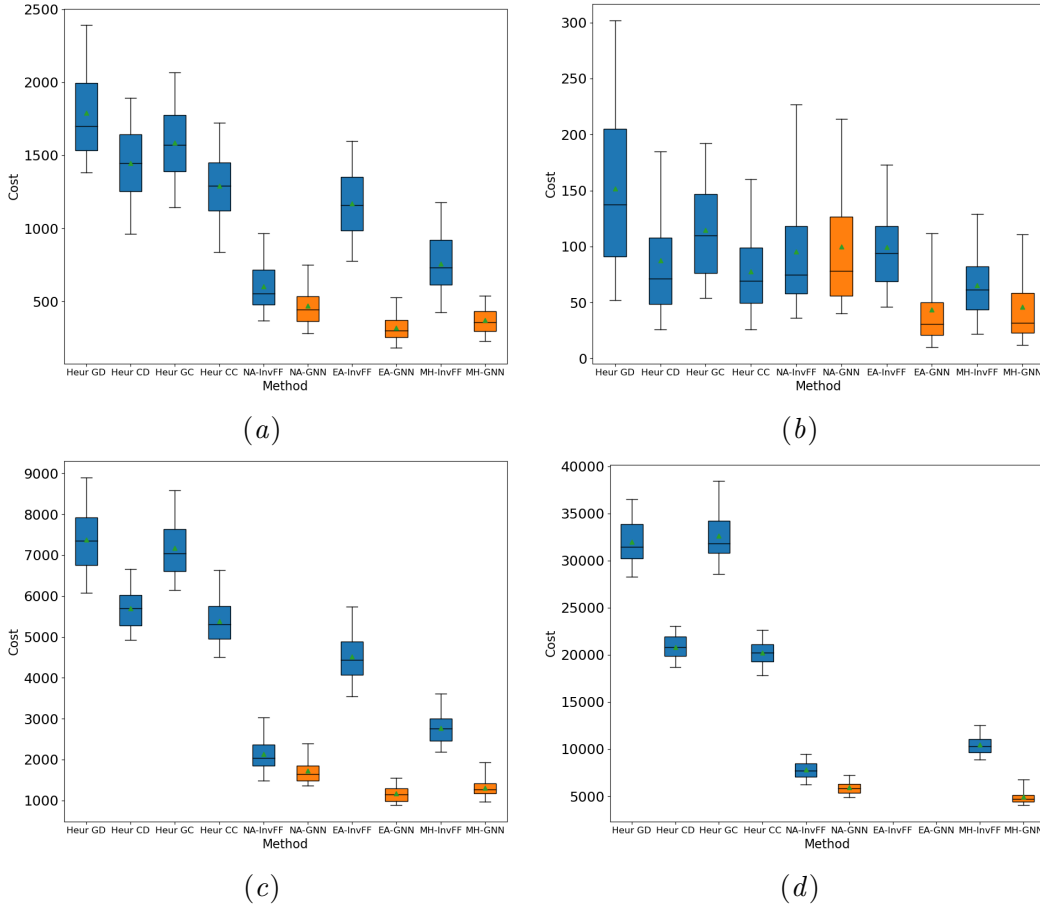 2500
2000
1500
1000
500
Cost
Heur GD Heur CD Heur GC Heur CC NA-InvFF NA-GNN EA-InvFF EA-GNN MH-InvFF MH-GNN
Method
(a)
300
250
200
150
100
50
0
Cost
Heur GD Heur CD Heur GC Heur CC NA-InvFF NA-GNN EA-InvFF EA-GNN MH-InvFF MH-GNN
Method
(b)
9000
8000
7000
6000
5000
4000
3000
2000
1000
Cost
Heur GD Heur CD Heur GC Heur CC NA-InvFF NA-GNN EA-InvFF EA-GNN MH-InvFF MH-GNN
Method
(c)
40000
35000
30000
25000
20000
15000
10000
5000
Cost
Heur GD Heur CD Heur GC Heur CC NA-InvFF NA-GNN EA-InvFF EA-GNN MH-InvFF MH-GNN
Method
(d)